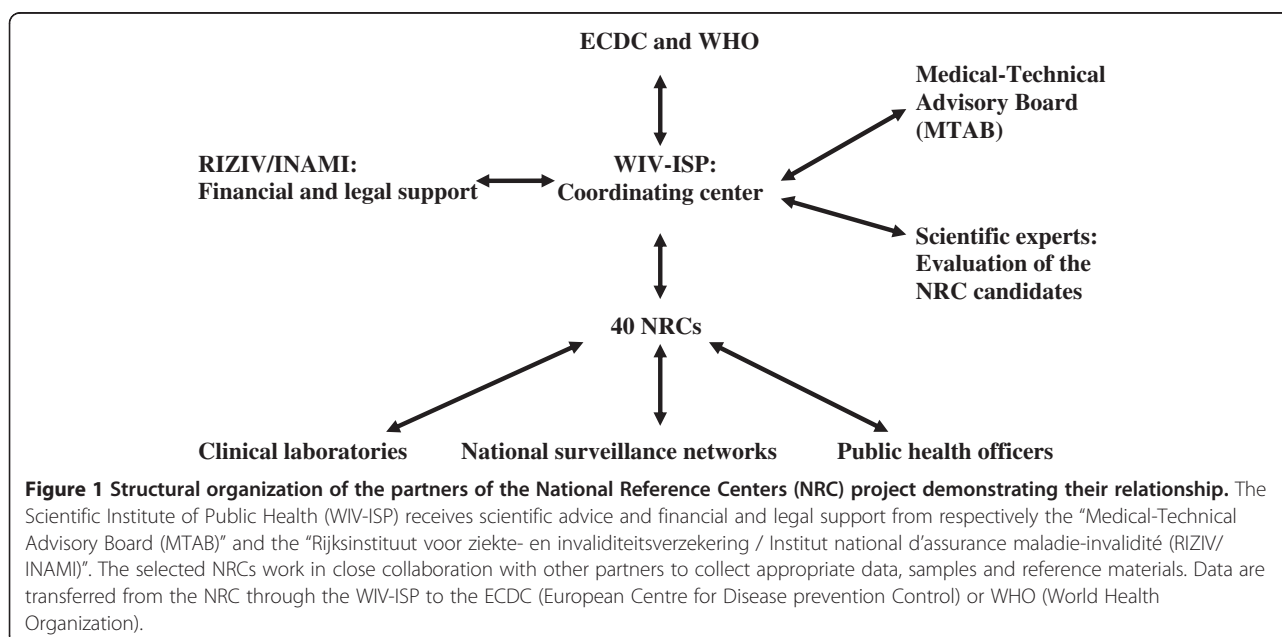 ECDC and WHO
Medical-Technical
Advisory Board
(MTAB)
RIZIV/INAMI:
Financial and legal support
WIV-ISP:
Coordinating center
Scientific experts:
Evaluation of the
NRC candidates
40 NRCs
Clinical laboratories
National surveillance networks
Public health officers
Figure 1 Structural organization of the partners of the National Reference Centers (NRC) project demonstrating their relationship. The
Scientific Institute of Public Health (WIV-ISP) receives scientific advice and financial and legal support from respectively the “Medical-Technical
Advisory Board (MTAB)” and the “Rijksinstituut voor ziekte- en invaliditeitsverzekering / Institut national d’assurance maladie-invalidité (RIZIV/
INAMI)”. The selected NRCs work in close collaboration with other partners to collect appropriate data, samples and reference materials. Data are
transferred from the NRC through the WIV-ISP to the ECDC (European Centre for Disease prevention Control) or WHO (World Health
Organization).